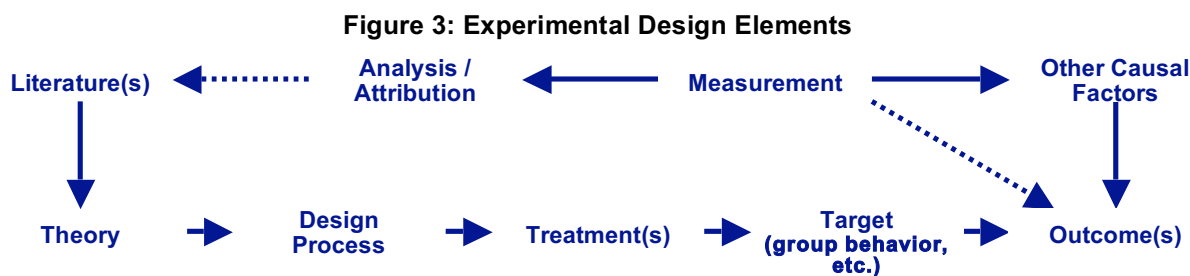 Figure 3: Experimental Design Elements
Literature(s)
Analysis /
Attribution
Measurement
Other Causal
Factors
Theory
Design
Process
Treatment(s)
Target
(group behavior,
etc.)
Outcome(s)